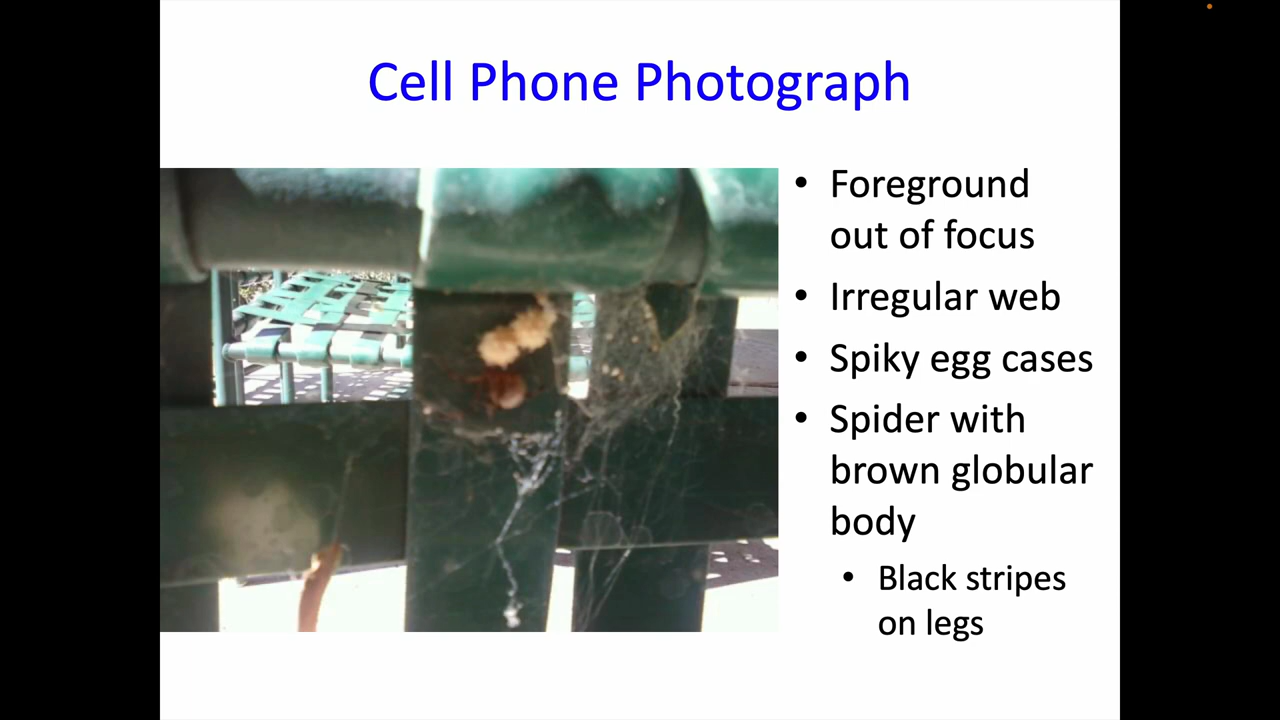 Cell Phone Photograph
• Foreground
out of focus
• Irregular web
• Spiky egg cases
• Spider with
brown globular
body
• Black stripes
on legs